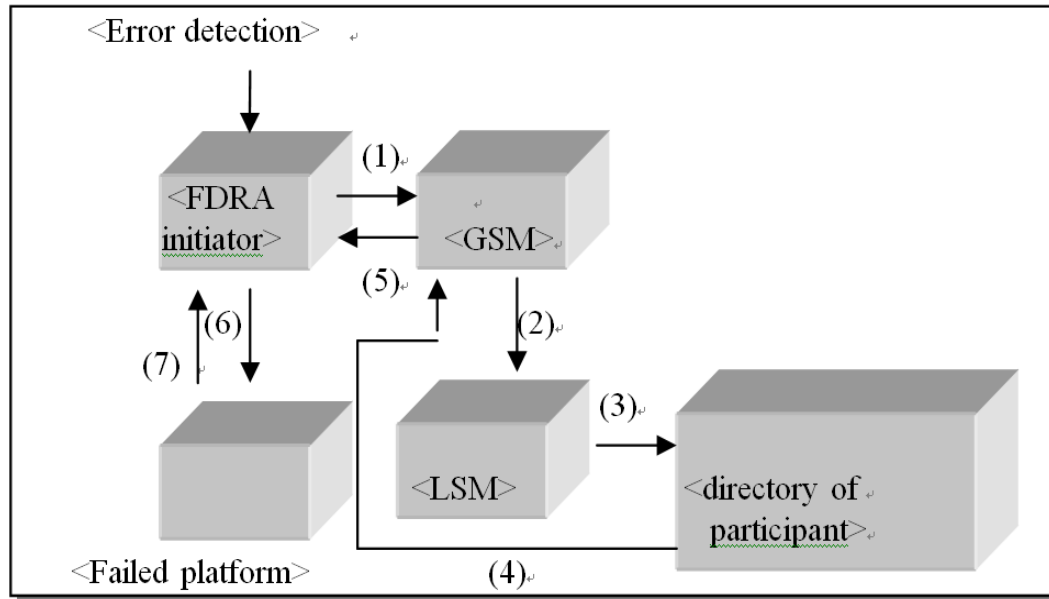 <Error detection>
(1)
<FDRA
initiator>
<GSM>
(5)
(6)
(2)
(7)
(3)
<LSM>
<directory of
participant>
<Failed platform>
(4)